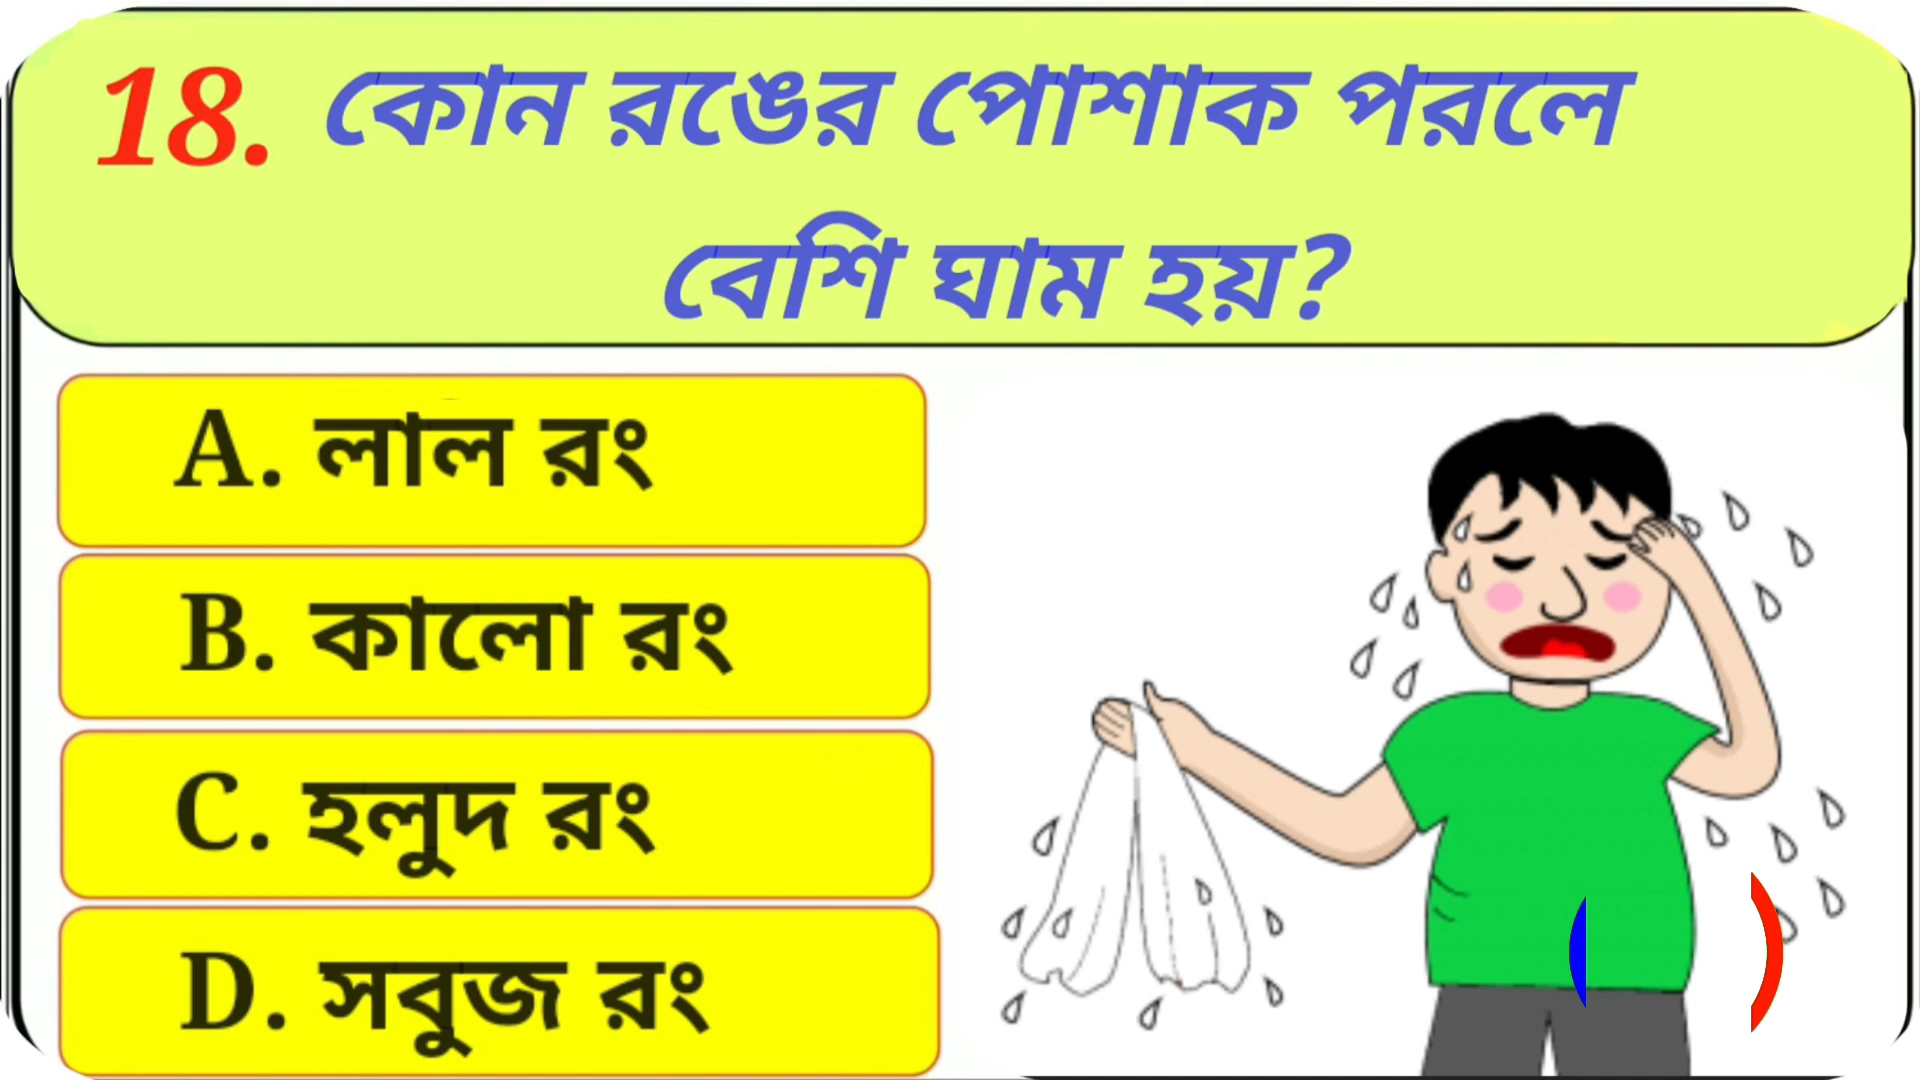 18. কোন রঙের পোশাক পরলে
বেশি ঘাম হয়?
A. লাল রং
B. কালো রং
C. হলুদ রং
D. সবুজ রং